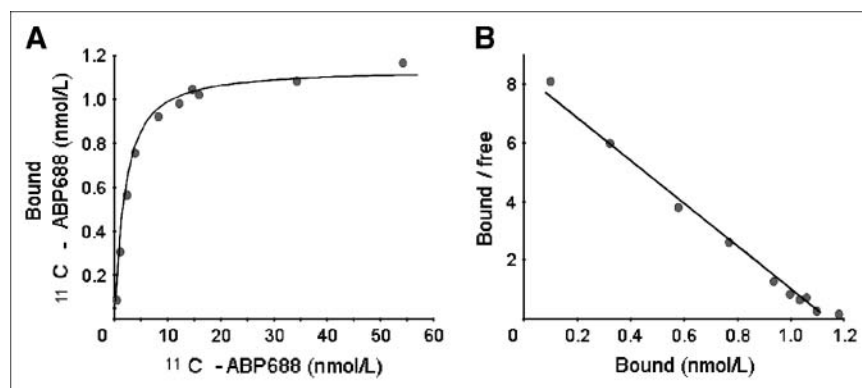 A
B
Bound
11 C - ABP688 (nmol/L)
1.2
1.0
0.8
0.6
0.4
0.2
0 10 20 30 40 50 60
11 C -ABP688 (nmol/L)
Bound / free
8
6
4
2
0 0.2 0.4 0.6 0.8 1.0 1.2
Bound (nmol/L)